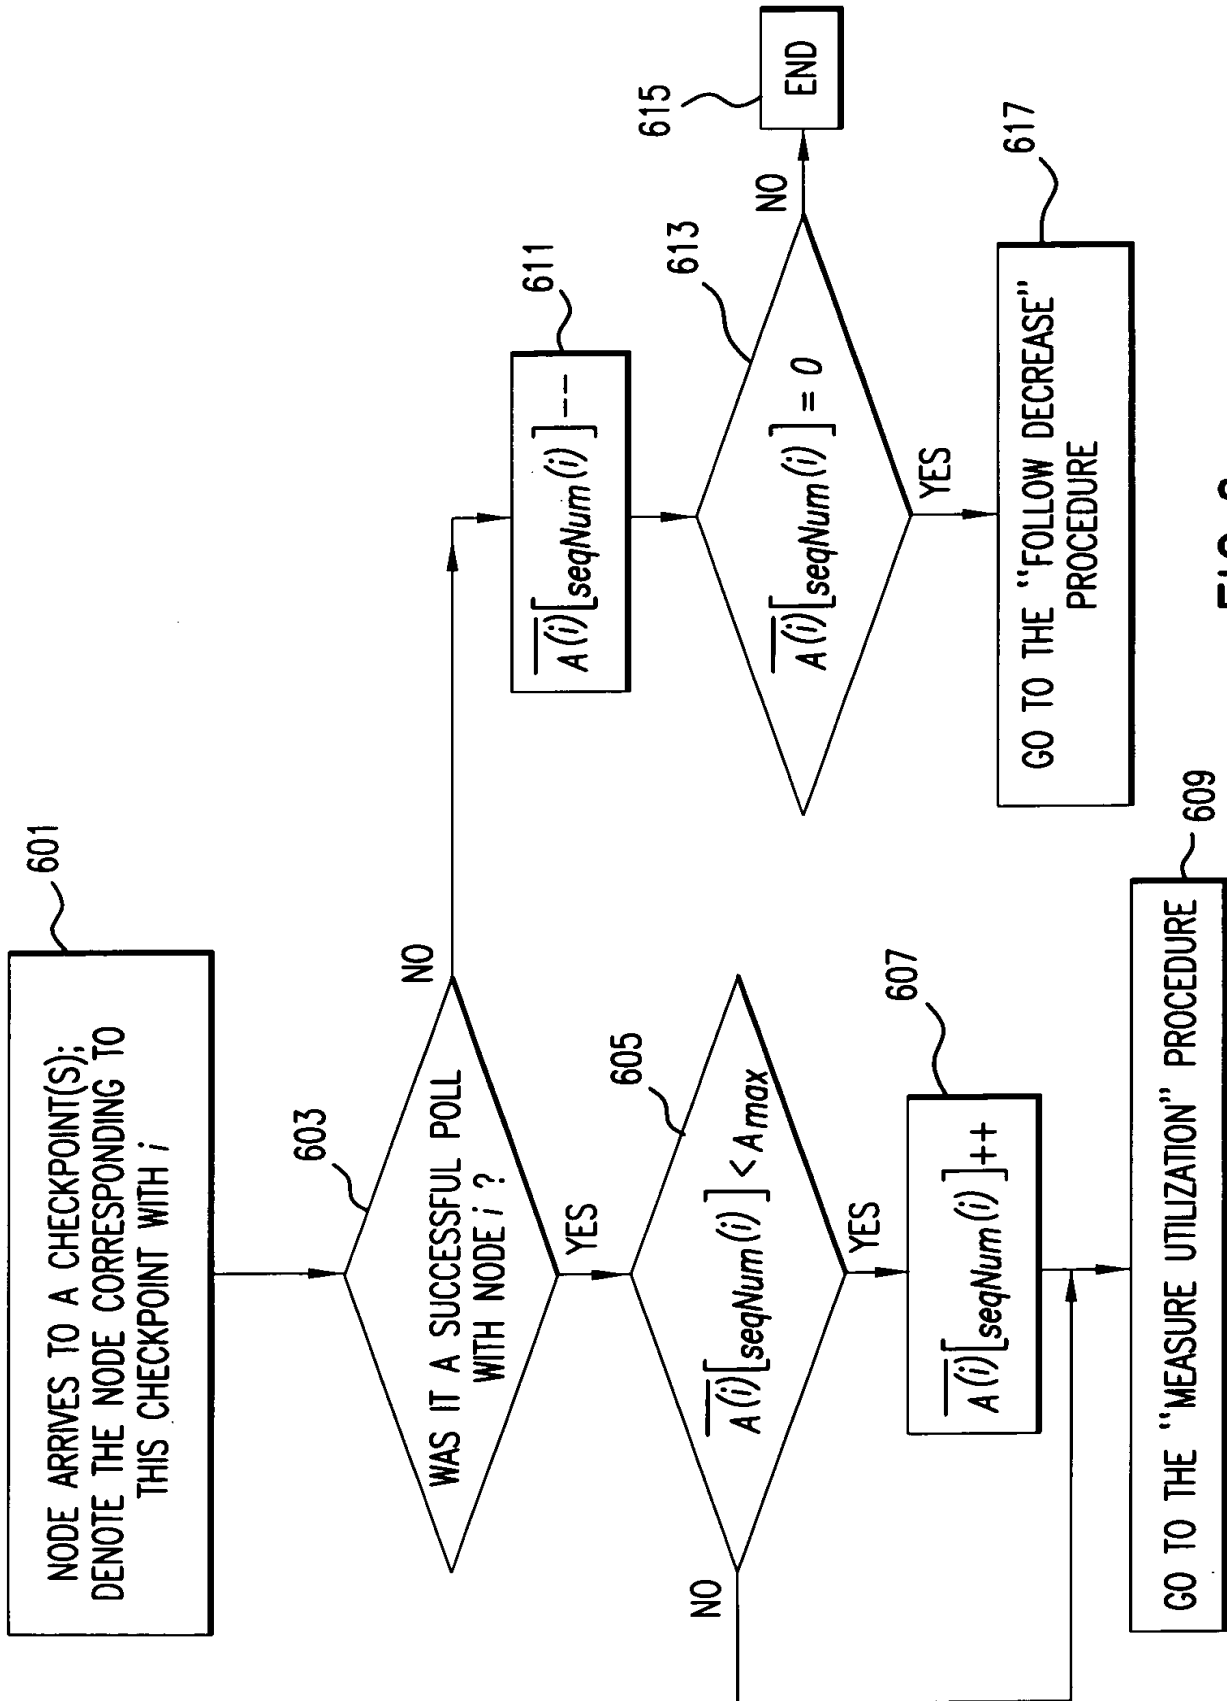 NODE ARRIVES TO A CHECKPOINT(S);
DENOTE THE NODE CORRESPONDING TO
THIS CHECKPOINT WITH i
601
603
WAS IT A SUCCESSFUL POLL
WITH NODE i ?
NO
YES
605
A(i)[seqNum(i)] < Amax
NO
YES
607
A(i)[seqNum(i)]++
GO TO THE "MEASURE UTILIZATION" PROCEDURE
609
611
A(i)[seqNum(i)]--
613
A(i)[seqNum(i)] = 0
NO
615
END
YES
617
GO TO THE "FOLLOW DECREASE"
PROCEDURE